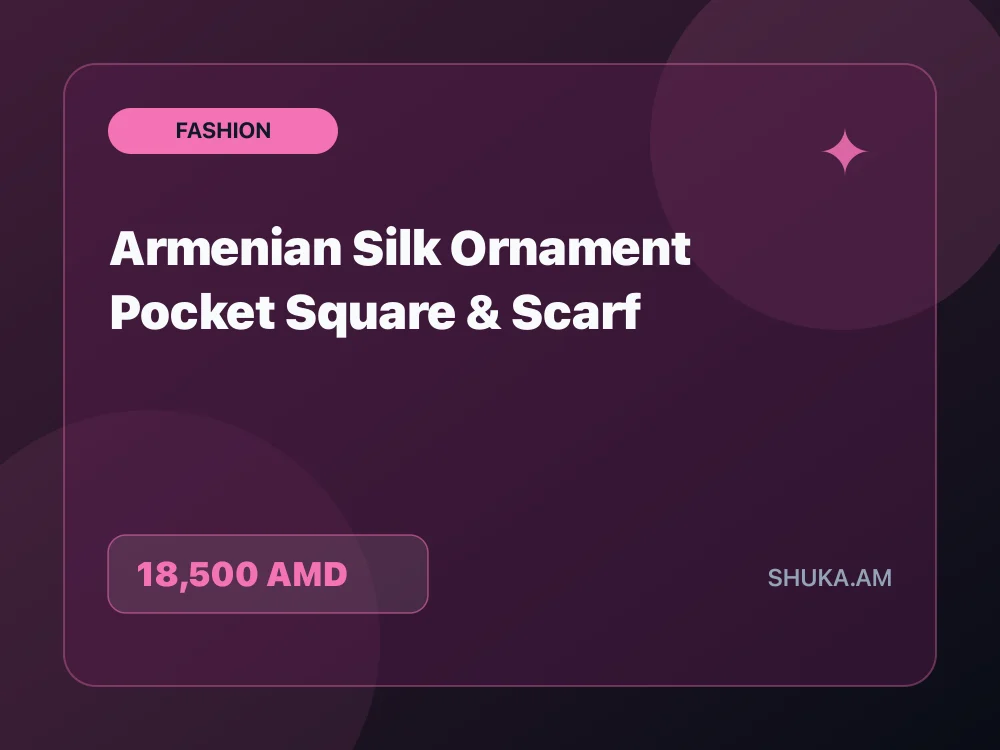 FASHION
Armenian Silk Ornament
Pocket Square & Scarf
18,500 AMD
SHUKA.AM